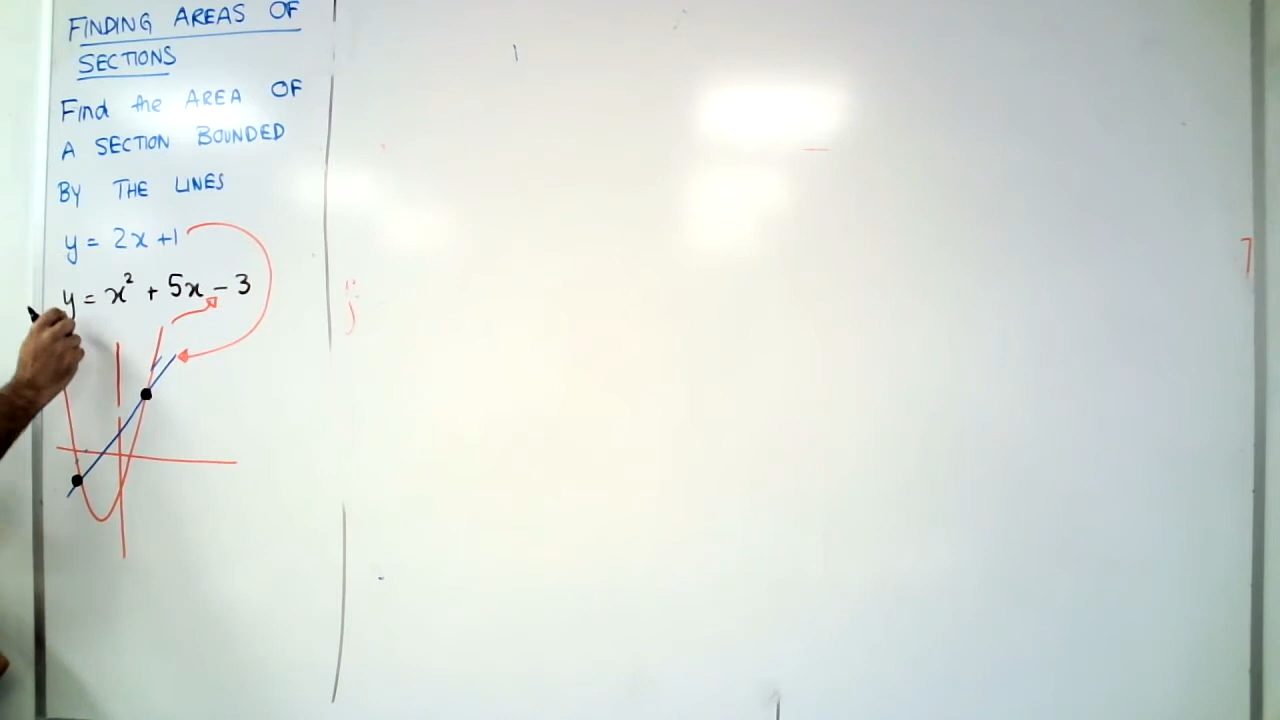 FINDING AREAS OF
SECTIONS
Find the AREA OF
A SECTION BOUNDED
BY THE LINES
y = 2x +1
y = x² + 5x - 3